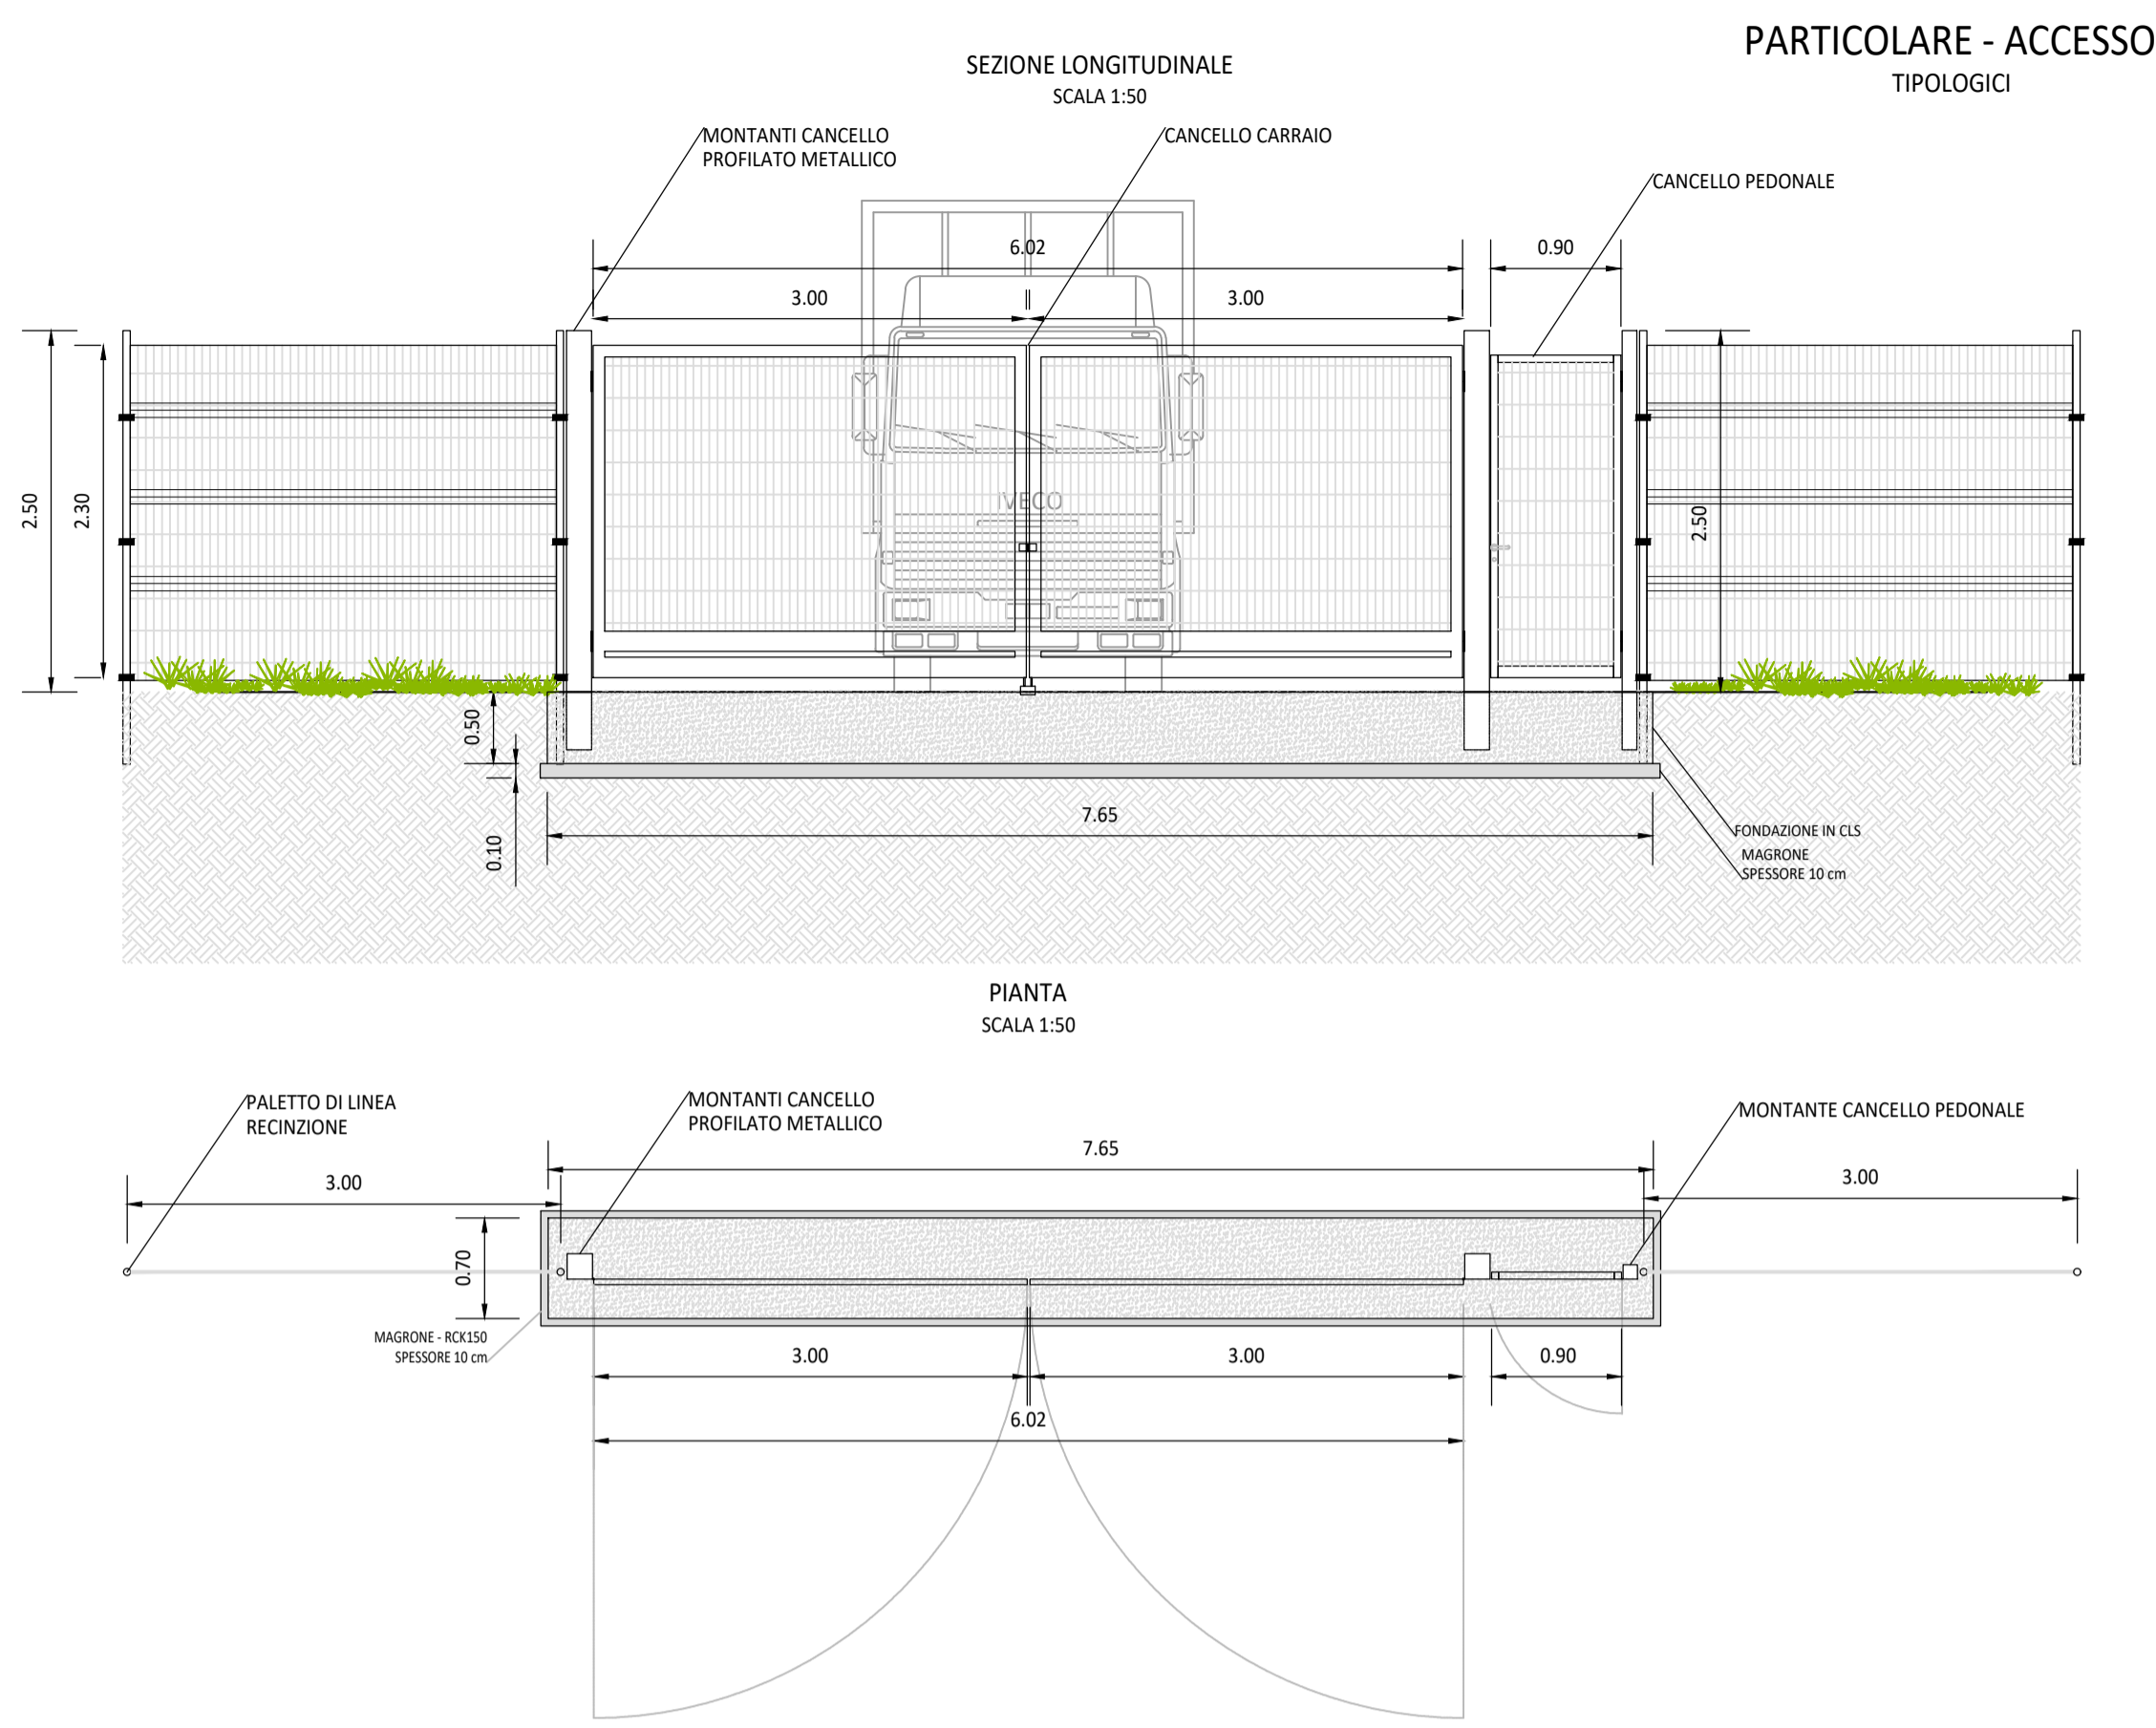 PARTICOLARE - ACCESSO
TIPOLOGICI
SEZIONE LONGITUDINALE
SCALA 1:50
MONTANTI CANCELLO
PROFILATO METALLICO
CANCELLO CARRAIO
CANCELLO PEDONALE
6.02
0.90
3.00
3.00
2.50
2.30
IVECO
2.50
0.50
0.10
7.65
FONDAZIONE IN CLS
MAGRONE
SPESSORE 10 cm
PIANTA
SCALA 1:50
PALETTO DI LINEA
RECINZIONE
MONTANTI CANCELLO
PROFILATO METALLICO
MONTANTE CANCELLO PEDONALE
7.65
3.00
3.00
0.70
MAGRONE - RCK150
SPESSORE 10 cm
3.00
3.00
0.90
6.02